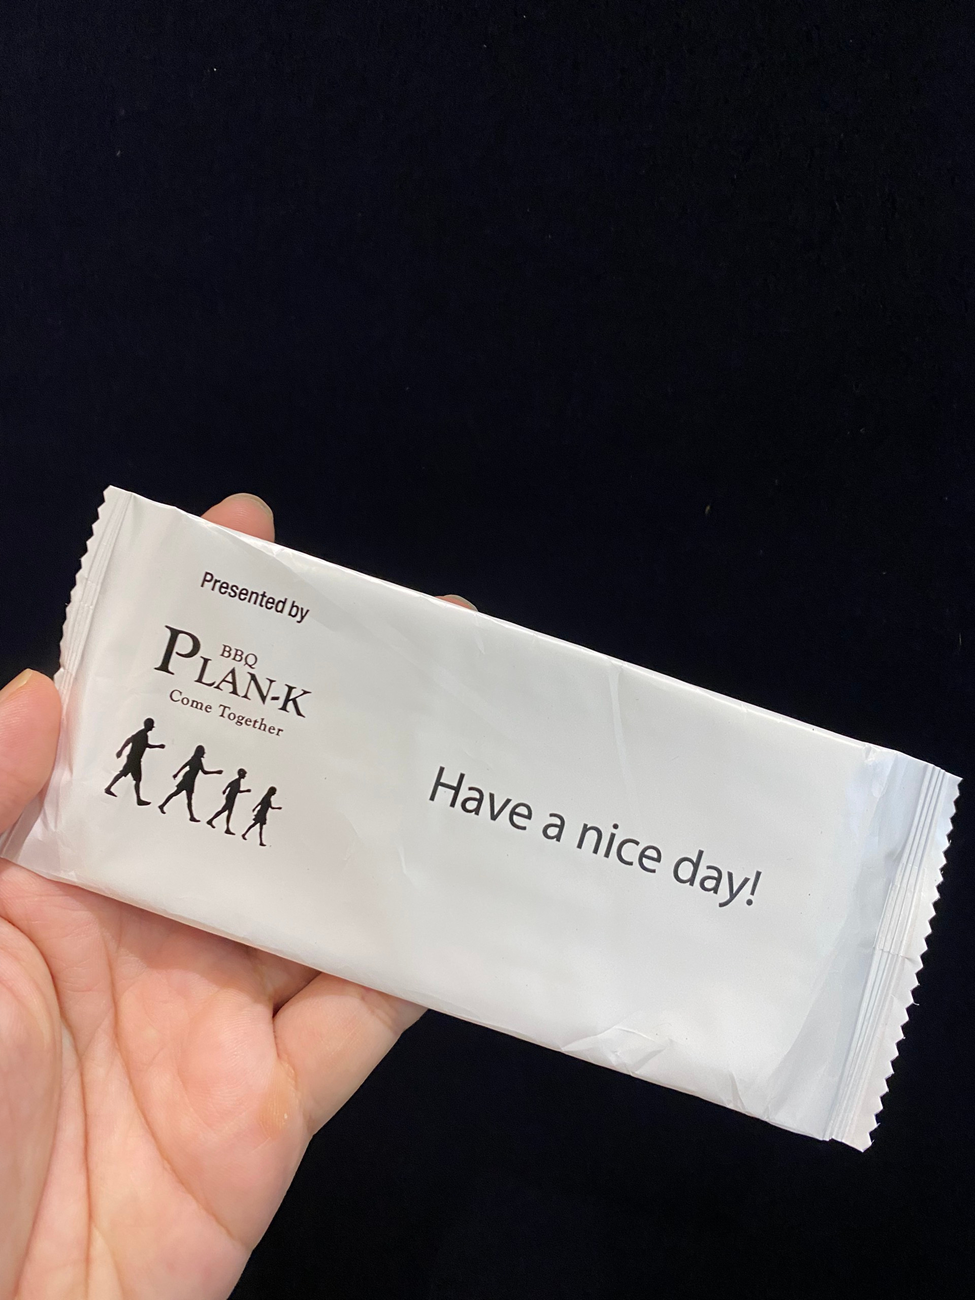 Presented by
BBQ
PLAN-K
Come Together
Have a nice day!